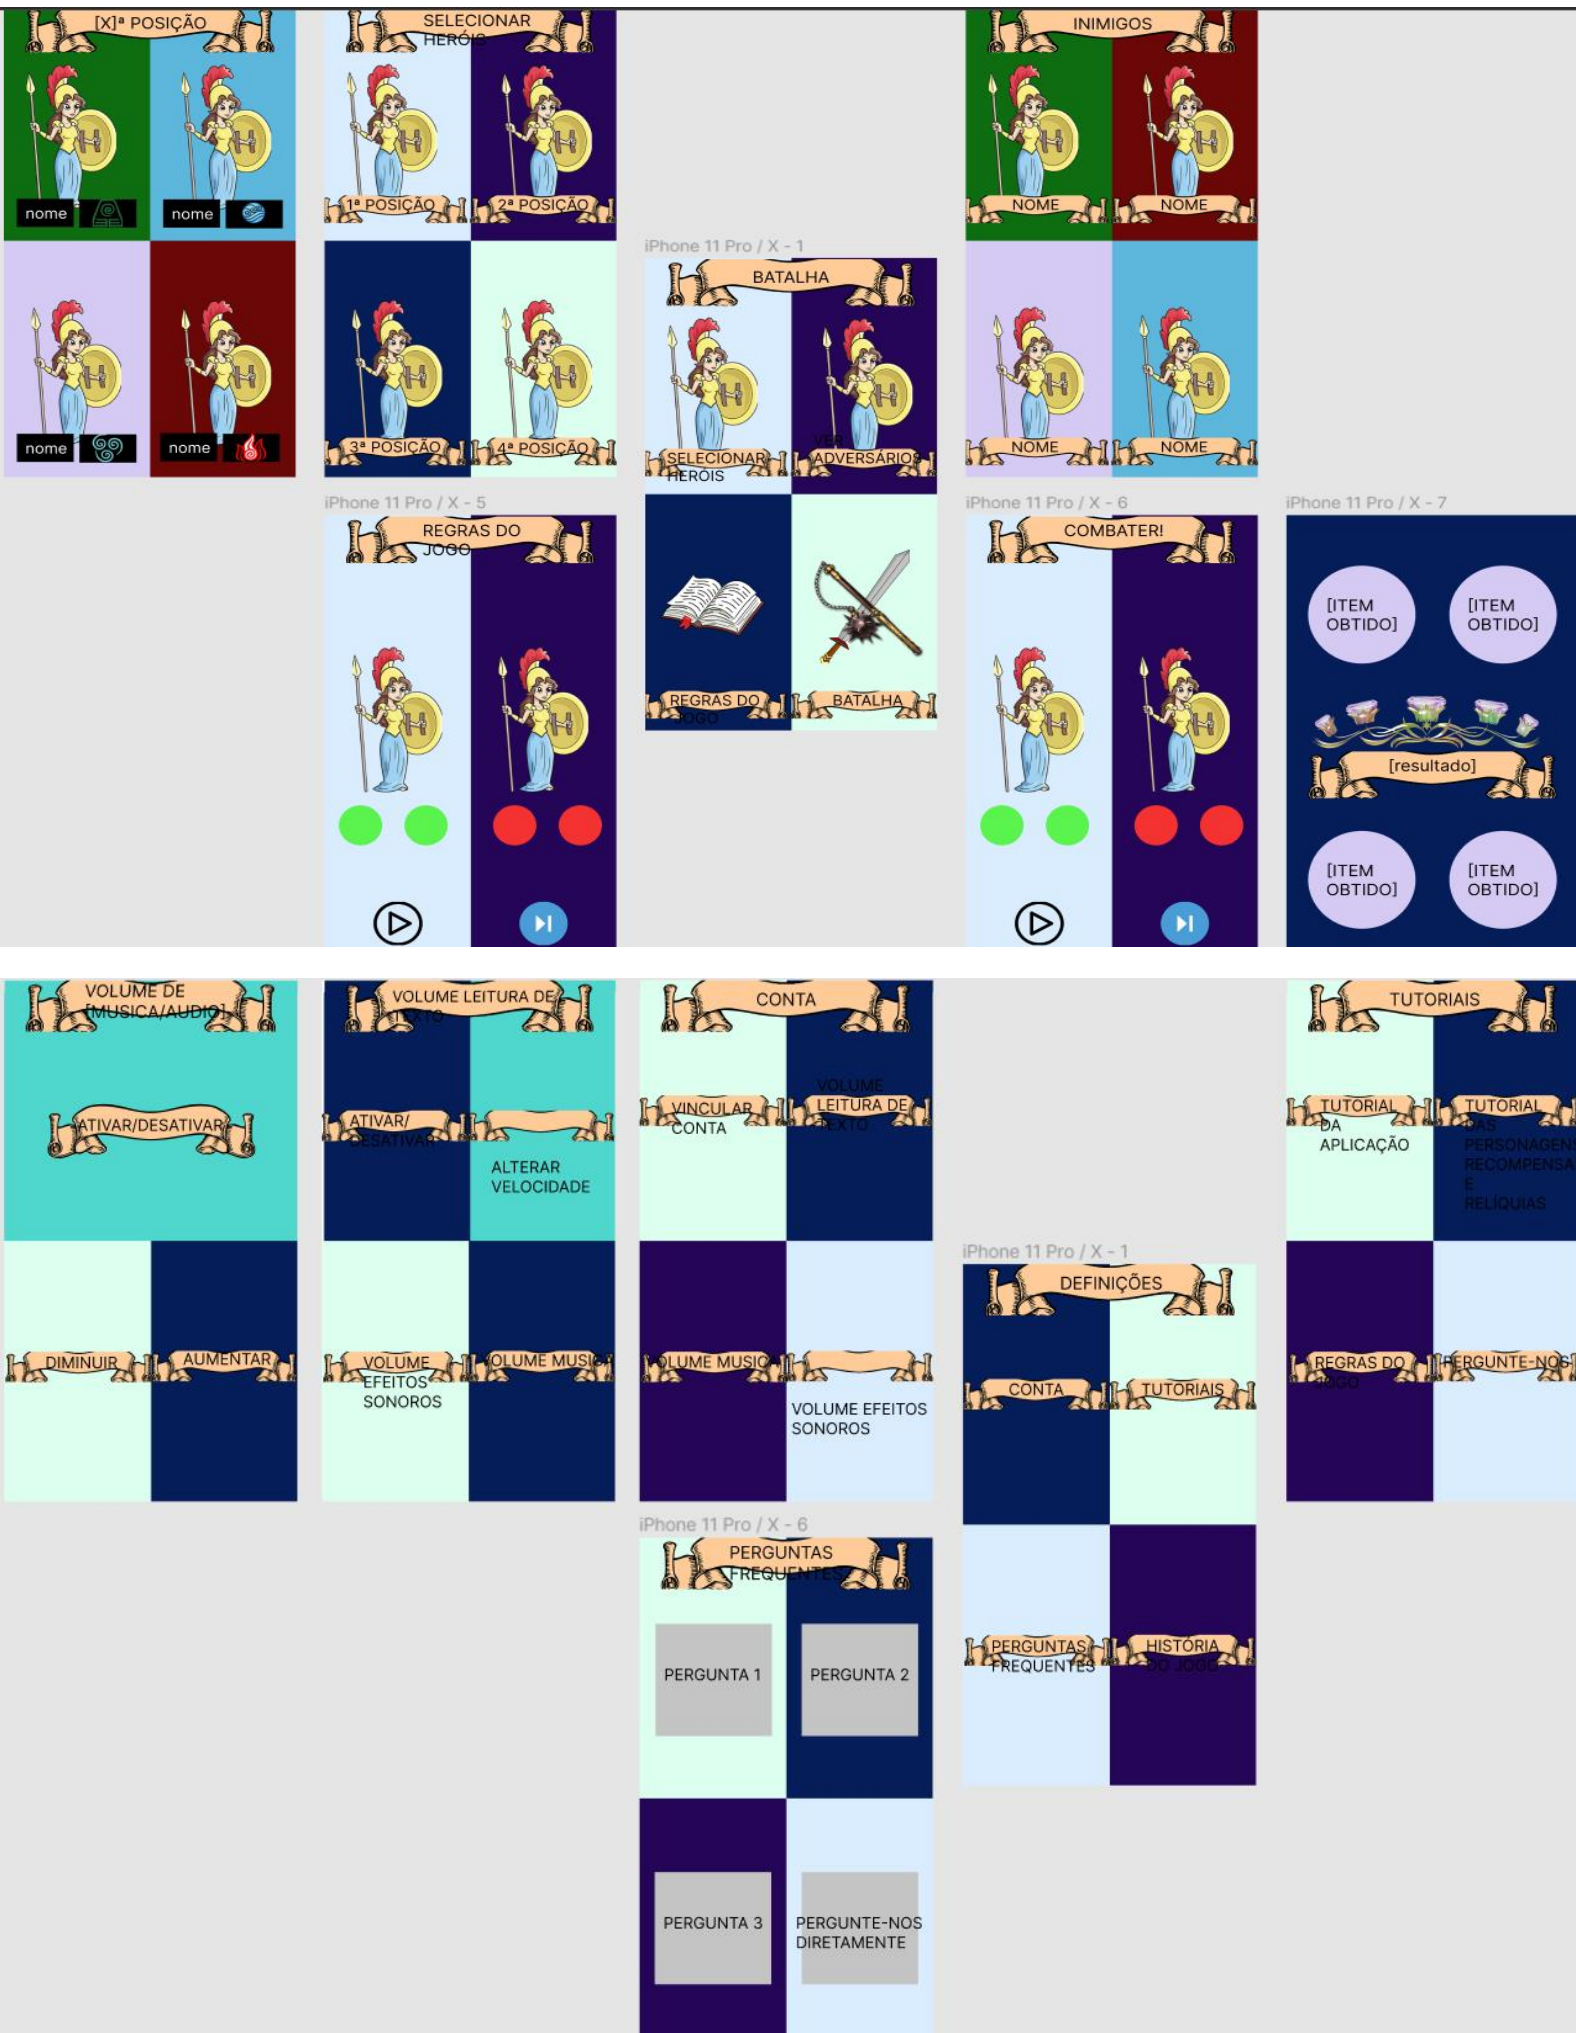 [X]ª POSIÇÃO
nome
nome
nome
nome
SELECIONAR
HERÓIS
1ª POSIÇÃO
2ª POSIÇÃO
3ª POSIÇÃO
4ª POSIÇÃO
iPhone 11 Pro / X - 5
REGRAS DO
JOGO
iPhone 11 Pro / X - 1
BATALHA
SELECIONAR
HERÓIS
VER
ADVERSÁRIOS
REGRAS DO
JOGO
BATALHA
INIMIGOS
NOME
NOME
NOME
NOME
iPhone 11 Pro / X - 6
COMBATER!
iPhone 11 Pro / X - 7
[ITEM
OBTIDO]
[ITEM
OBTIDO]
[resultado]
[ITEM
OBTIDO]
[ITEM
OBTIDO]
VOLUME DE
[MUSICA/AUDIO]
ATIVAR/DESATIVAR
DIMINUIR
AUMENTAR
VOLUME LEITURA DE
TEXTO
ATIVAR/
DESATIVAR
ALTERAR
VELOCIDADE
VOLUME
EFEITOS
SONOROS
VOLUME MUSICA
CONTA
VINCULAR
CONTA
VOLUME
LEITURA DE
TEXTO
VOLUME MUSICA
VOLUME EFEITOS
SONOROS
iPhone 11 Pro / X - 6
PERGUNTAS
FREQUENTES
PERGUNTA 1
PERGUNTA 2
PERGUNTA 3
PERGUNTE-NOS
DIRETAMENTE
iPhone 11 Pro / X - 1
DEFINIÇÕES
CONTA
TUTORIAIS
PERGUNTAS
FREQUENTES
HISTÓRIA
DO JOGO
TUTORIAIS
TUTORIAL
DA
APLICAÇÃO
TUTORIAL
DAS
PERSONAGENS
RECOMPENSA
E
RELÍQUIAS
REGRAS DO
JOGO
PERGUNTE-NOS